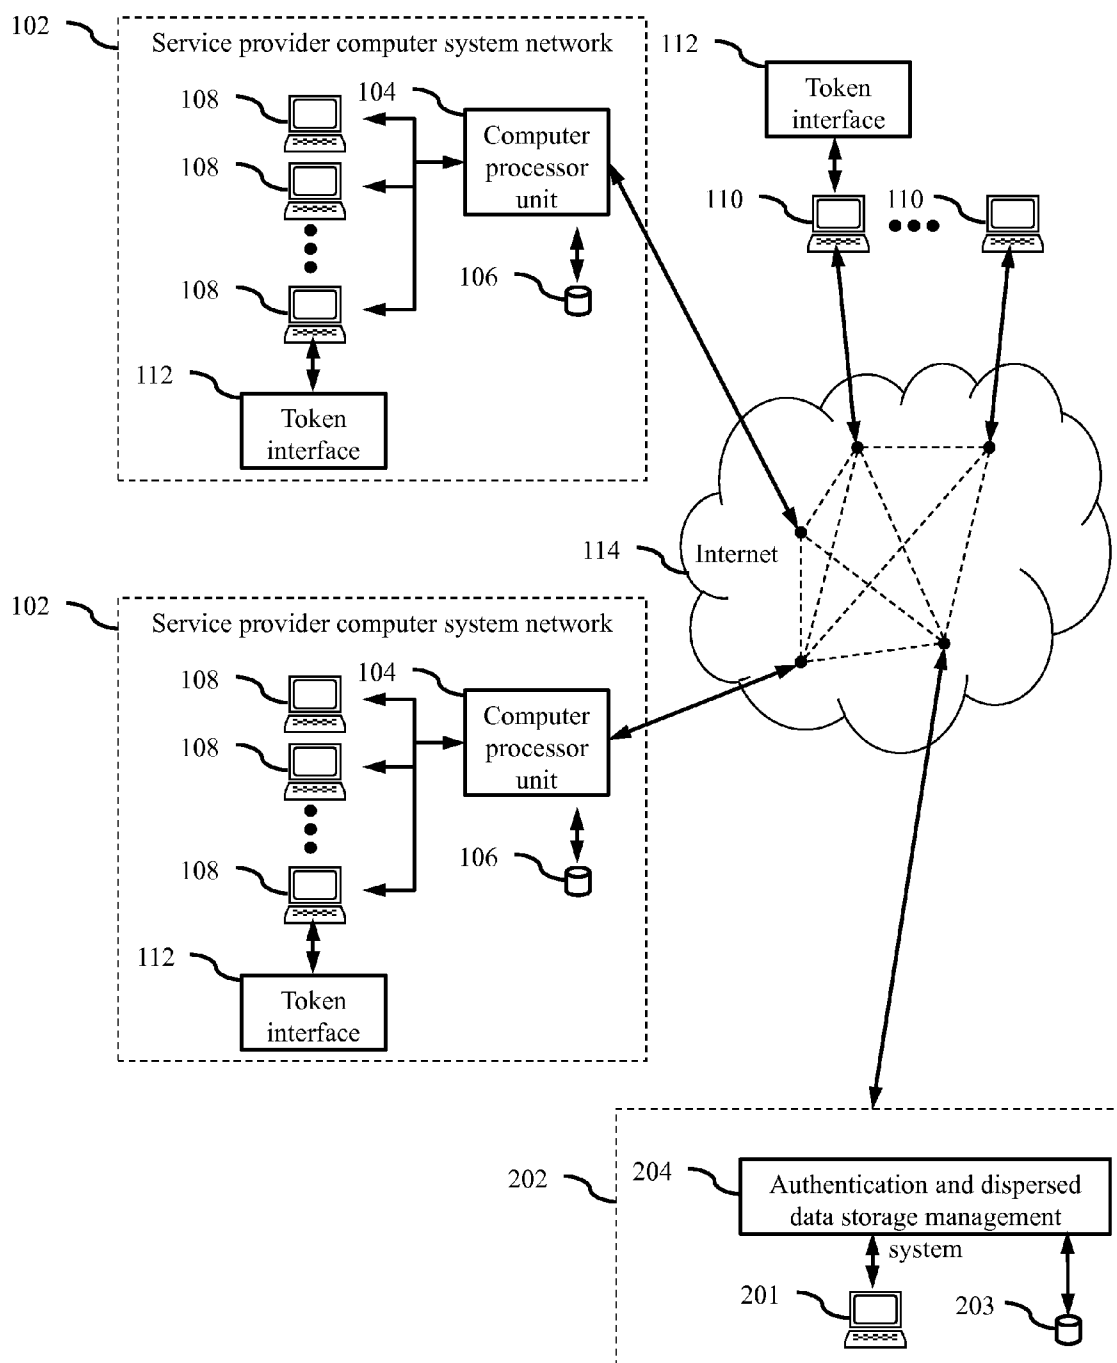 102
Service provider computer system network
108
104
Computer
processor
unit
108
108
106
112
Token
interface
112
Token
interface
110
110
114
Internet
102
Service provider computer system network
108
104
Computer
processor
unit
108
108
106
112
Token
interface
202
204
Authentication and dispersed
data storage management
system
201
203